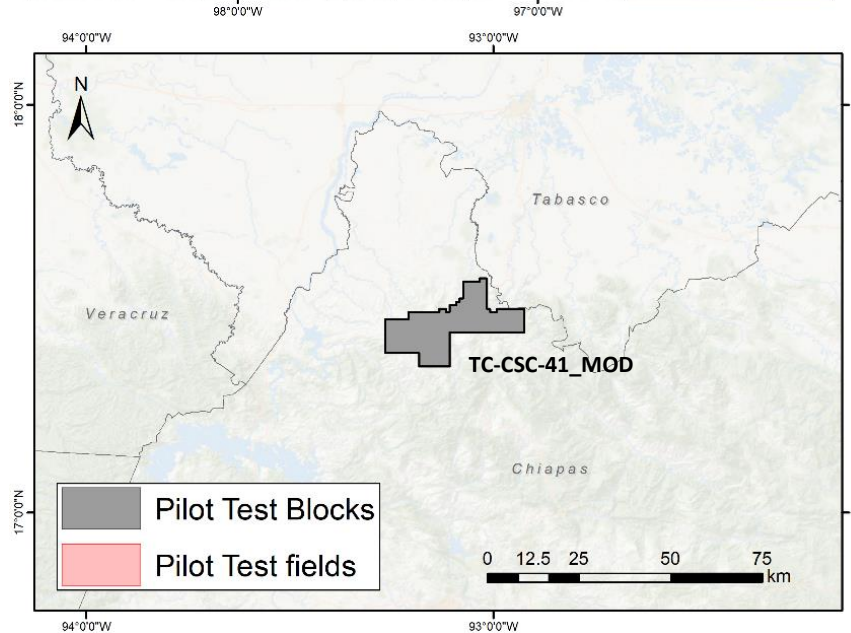 98°0'0"W 97°0'0"W
94°0'0"W 93°0'0"W
N
18°0'0"N
Tabasco
Veracruz
TC-CSC-41_MOD
Chiapas
17°0'0"N
Pilot Test Blocks
Pilot Test fields
0 12.5 25 50 75
km
94°0'0"W 93°0'0"W